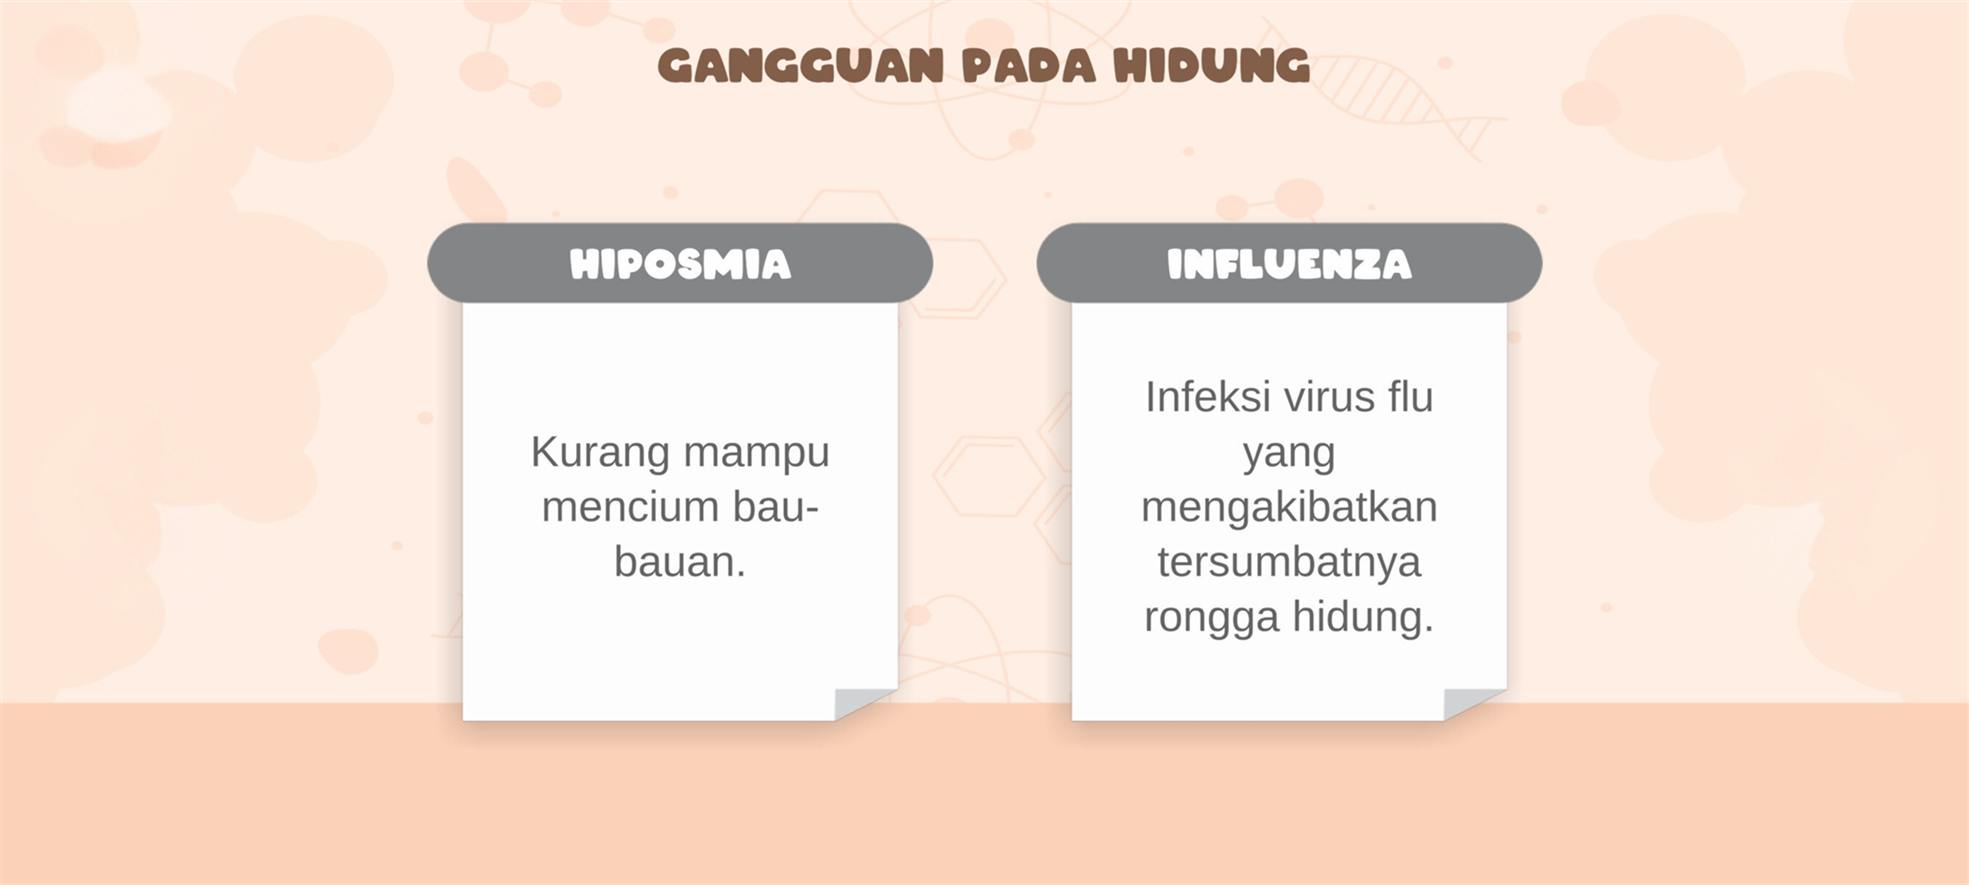 GANGGUAN PADA HIDUNG
HIPOSMIA
Kurang mampu
mencium bau-
bauan.
INFLUENZA
Infeksi virus flu
yang
mengakibatkan
tersumbatnya
rongga hidung.